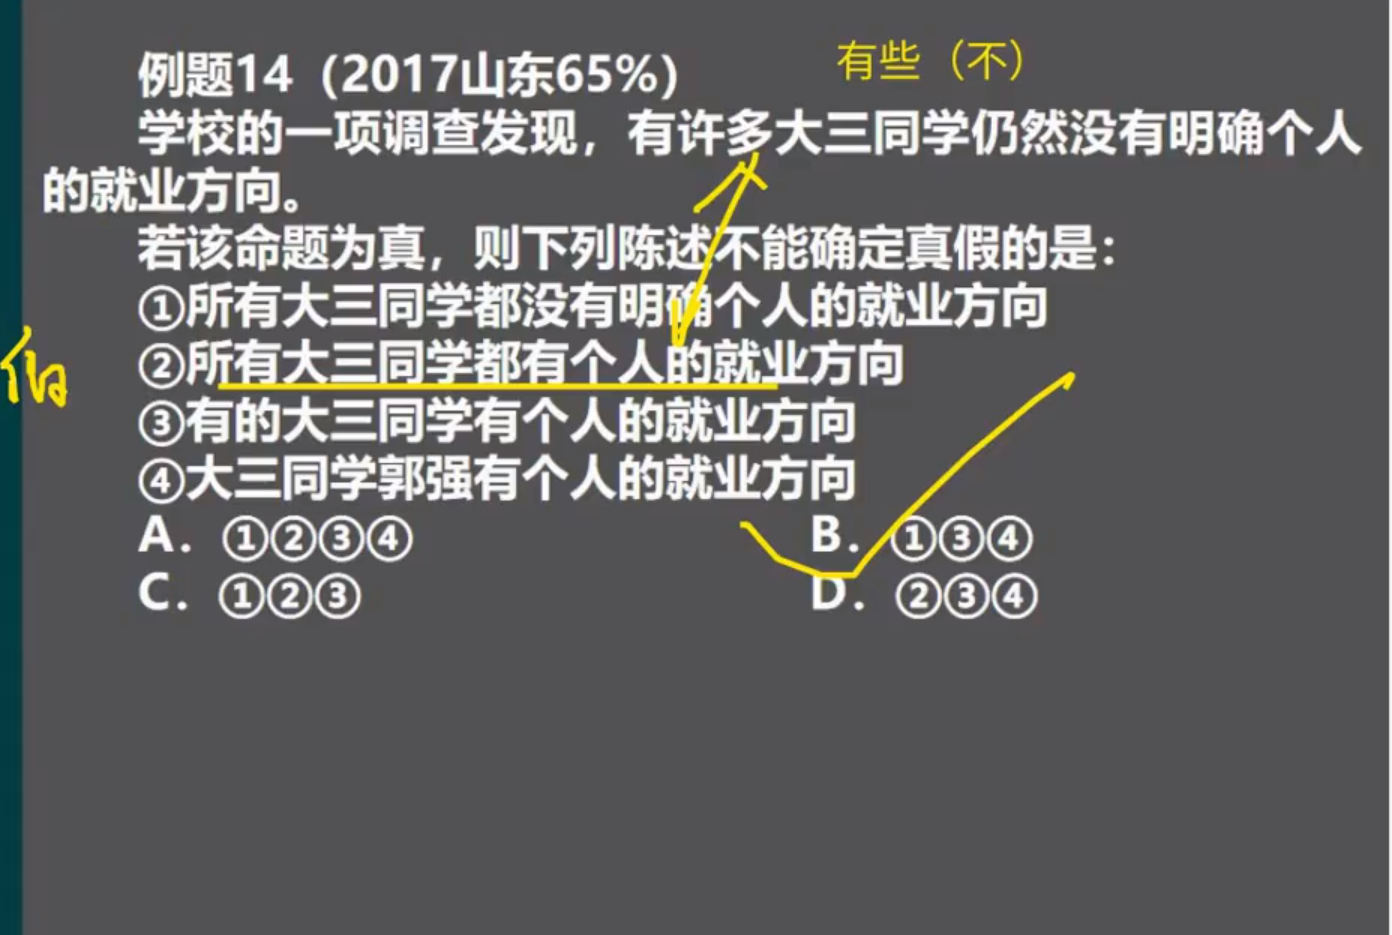 例题14（2017山东65%）
有些（不）
学校的一项调查发现，有许多大三同学仍然没有明确个人
的就业方向。
若该命题为真，则下列陈述不能确定真假的是：
①所有大三同学都没有明确个人的就业方向
②所有大三同学都有个人的就业方向
假
③有的大三同学有个人的就业方向
④大三同学郭强有个人的就业方向
A．①②③④
B．①③④
C．①②③
D．②③④